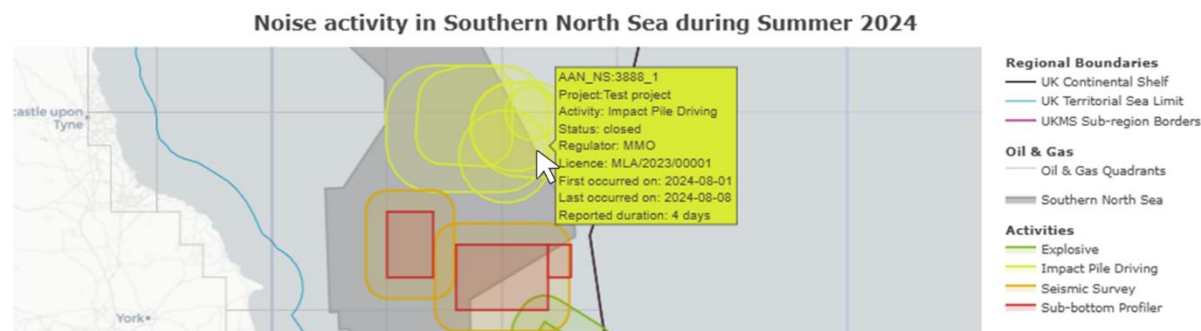 Noise activity in Southern North Sea during Summer 2024
AAN_NS:3888_1
Project:Test project
Activity: Impact Pile Driving
Status: closed
Regulator: MMO
Licence: MLA/2023/00001
First occurred on: 2024-08-01
Last occurred on: 2024-08-08
Reported duration: 4 days
castle upon
Tyne
York
Regional Boundaries
UK Continental Shelf
UK Territorial Sea Limit
UKMS Sub-region Borders
Oil & Gas
Oil & Gas Quadrants
Southern North Sea
Activities
Explosive
Impact Pile Driving
Seismic Survey
Sub-bottom Profiler